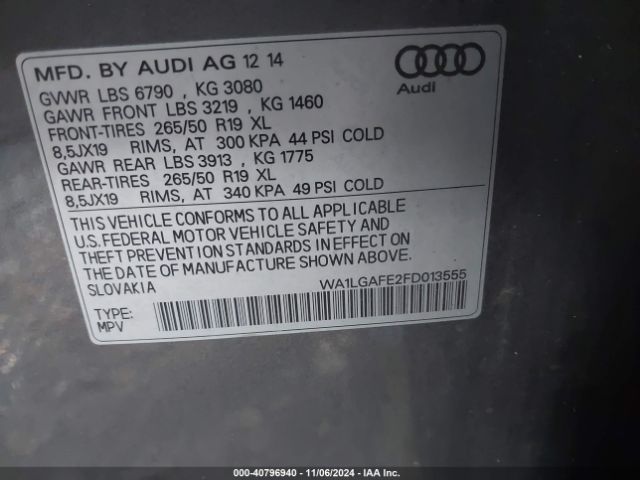 MFD. BY AUDI AG 12 14
GVWR LBS 6790 , KG 3080
GAWR FRONT LBS 3219 , KG 1460
FRONT-TIRES 265/50 R19 XL
8,5JX19 RIMS, AT 300 KPA 44 PSI COLD
GAWR REAR LBS 3913 , KG 1775
REAR-TIRES 265/50 R19 XL
8,5JX19 RIMS, AT 340 KPA 49 PSI COLD
Audi
THIS VEHICLE CONFORMS TO ALL APPLICABLE
U.S. FEDERAL MOTOR VEHICLE SAFETY AND
THEFT PREVENTION STANDARDS IN EFFECT ON
THE DATE OF MANUFACTURE SHOWN ABOVE.
SLOVAKIA
WA1LGAFE2FD013555
TYPE:
MPV
000-40796940 - 11/06/2024 - IAA Inc.